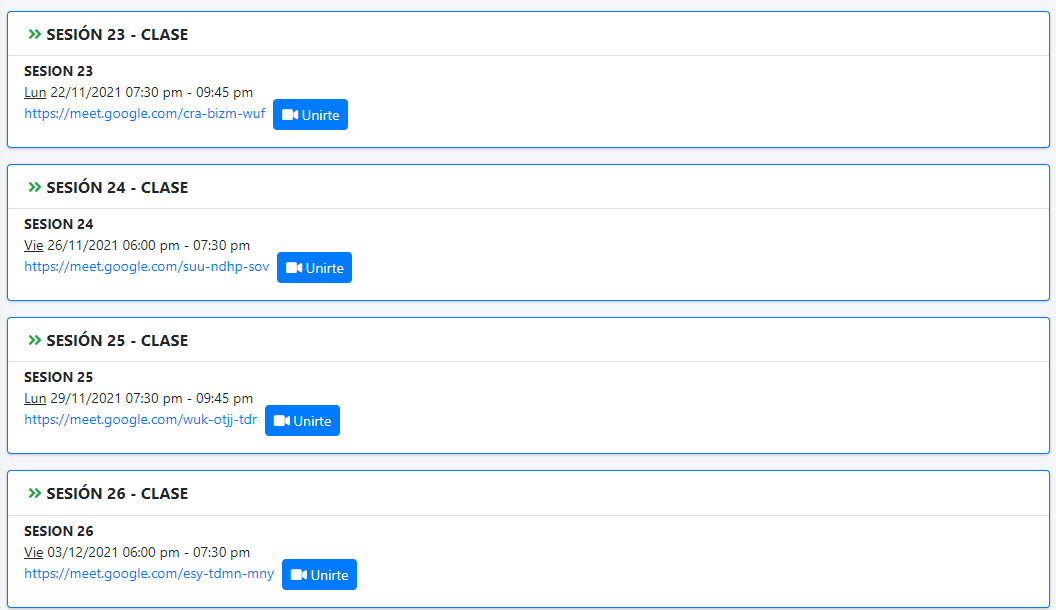 SESIÓN 23 - CLASE
SESION 23
Lun 22/11/2021 07:30 pm - 09:45 pm
https://meet.google.com/cra-bizm-wuf Unirte
SESIÓN 24 - CLASE
SESION 24
Vie 26/11/2021 06:00 pm - 07:30 pm
https://meet.google.com/suu-ndhp-sov Unirte
SESIÓN 25 - CLASE
SESION 25
Lun 29/11/2021 07:30 pm - 09:45 pm
https://meet.google.com/wuk-otjj-tdr Unirte
SESIÓN 26 - CLASE
SESION 26
Vie 03/12/2021 06:00 pm - 07:30 pm
https://meet.google.com/esy-tdmn-mny Unirte